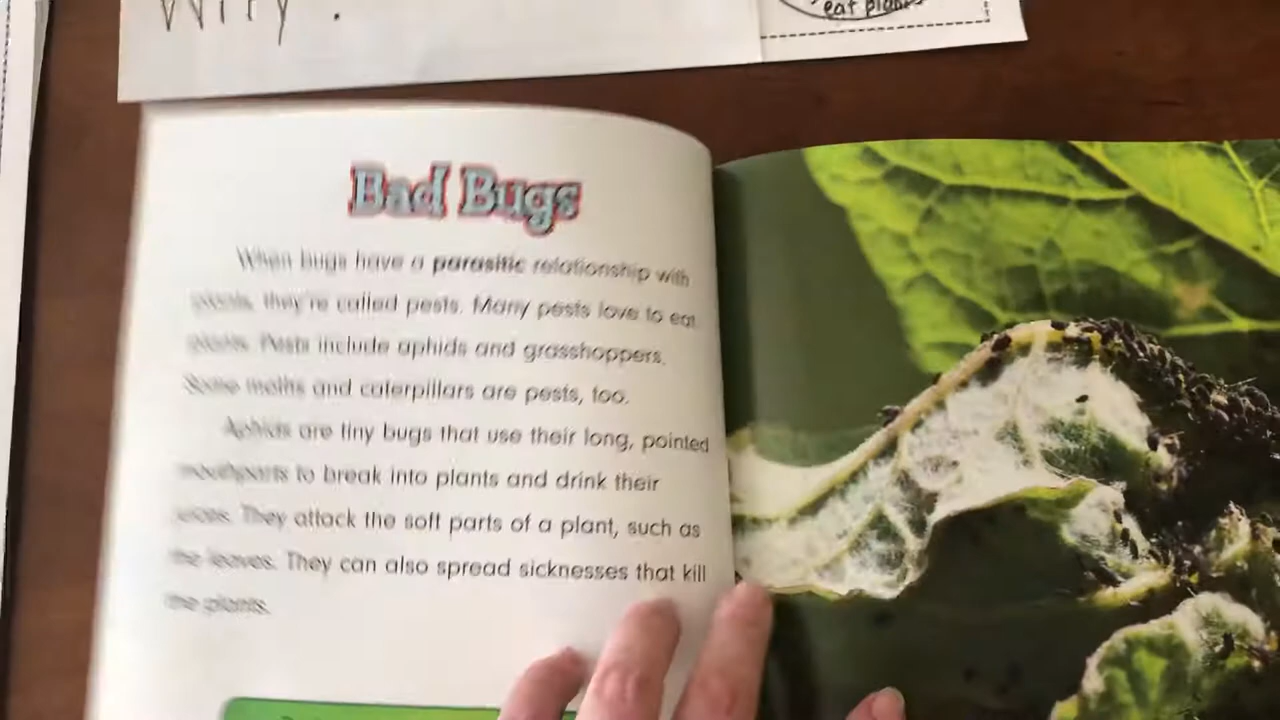 Why?
eat plants
Bad Bugs
When bugs have a parasitic relationship with
plants, they're called pests. Many pests love to eat
plants. Pests include aphids and grasshoppers.
Some moths and caterpillars are pests, too.
Aphids are tiny bugs that use their long, pointed
mouthparts to break into plants and drink their
juices. They attack the soft parts of a plant, such as
the leaves. They can also spread sicknesses that kill
the plants.